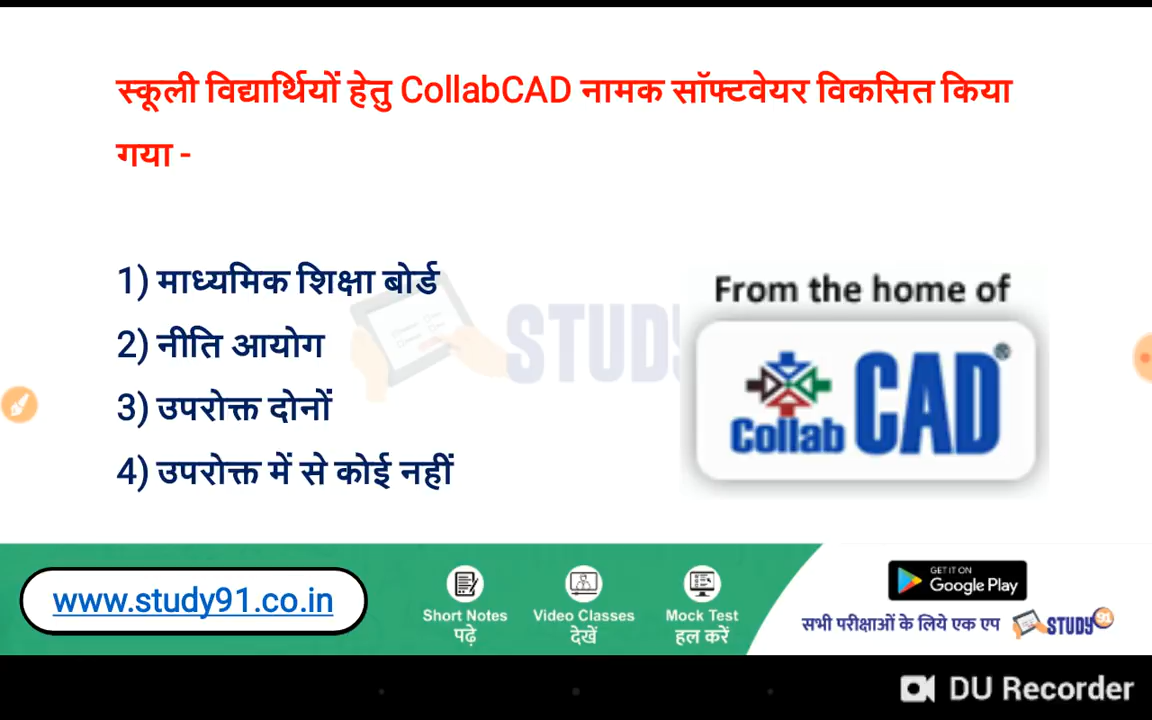 स्कूली विद्यार्थियों हेतु CollabCAD नामक सॉफ्टवेयर विकसित किया
गया -
1) माध्यमिक शिक्षा बोर्ड
2) नीति आयोग
3) उपरोक्त दोनों
4) उपरोक्त में से कोई नहीं
STUDY
From the home of
Collab CAD ®
www.study91.co.in
Short Notes
पढ़े
Video Classes
देखें
Mock Test
हल करें
GET IT ON
Google Play
सभी परीक्षाओं के लिये एक एप STUDY 91
DU Recorder